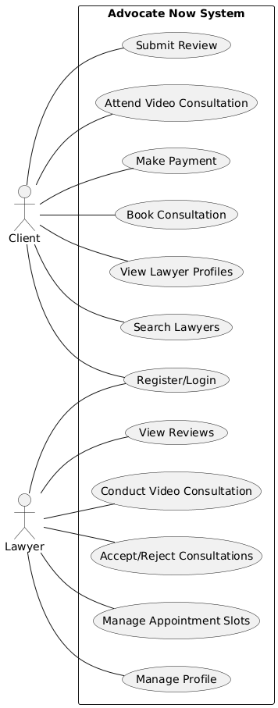 Advocate Now System
Submit Review
Attend Video Consultation
Make Payment
Book Consultation
Client
View Lawyer Profiles
Search Lawyers
Register/Login
View Reviews
Conduct Video Consultation
Lawyer
Accept/Reject Consultations
Manage Appointment Slots
Manage Profile